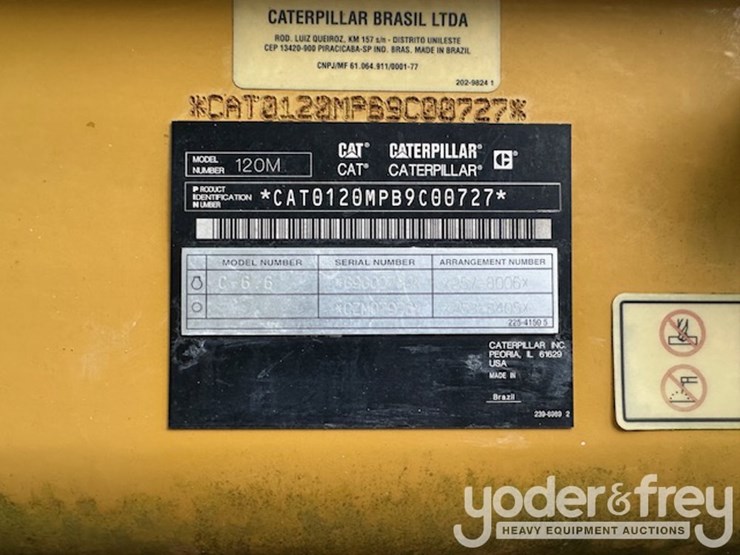 CATERPILLAR BRASIL LTDA
ROD. LUIZ QUEIROZ, KM 157 s/n - DISTRITO UNILESTE
CEP 13420-900 PIRACICABA-SP IND. BRAS. MADE IN BRAZIL
CNPJ/MF 61.064.911/0001-77
202-9824 1
*CAT0120MPB9C00727*
MODEL NUMBER 120M
CAT® CATERPILLAR® C
CAT® CATERPILLAR®
PRODUCT IDENTIFICATION NUMBER *CAT0120MPB9C00727*
MODEL NUMBER SERIAL NUMBER ARRANGEMENT NUMBER
C 6.6
225-4150 5
CATERPILLAR INC.
PEORIA, IL 61629
USA
MADE IN
Brazil
239-6989 2
yoder&frey
HEAVY EQUIPMENT AUCTIONS